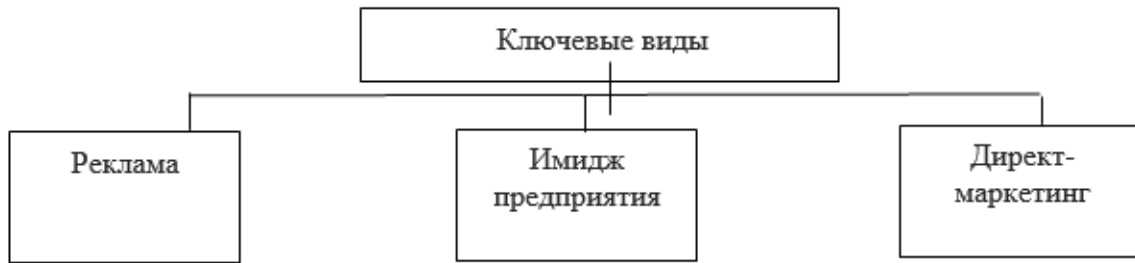 Ключевые виды
Реклама
Имидж
предприятия
Директ-
маркетинг